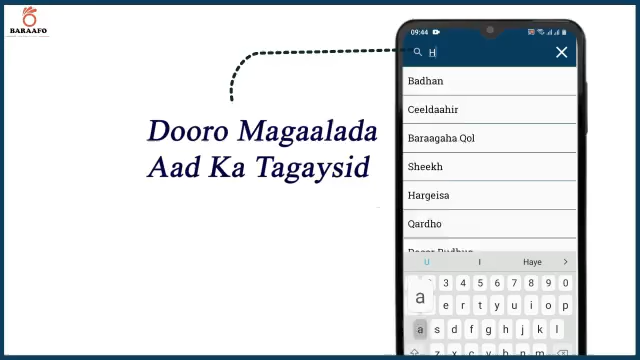 BARAAFO
Dooro Magaalada
Aad Ka Tagaysid
09:44
H
Badhan
Ceeldaahir
Baraagaha Qol
Sheekh
Hargeisa
Qardho
U I Haye
3 4 5 6 7 8 9 0
a
e r t y u i o p
a s d f g h j k l
z x c v b n m